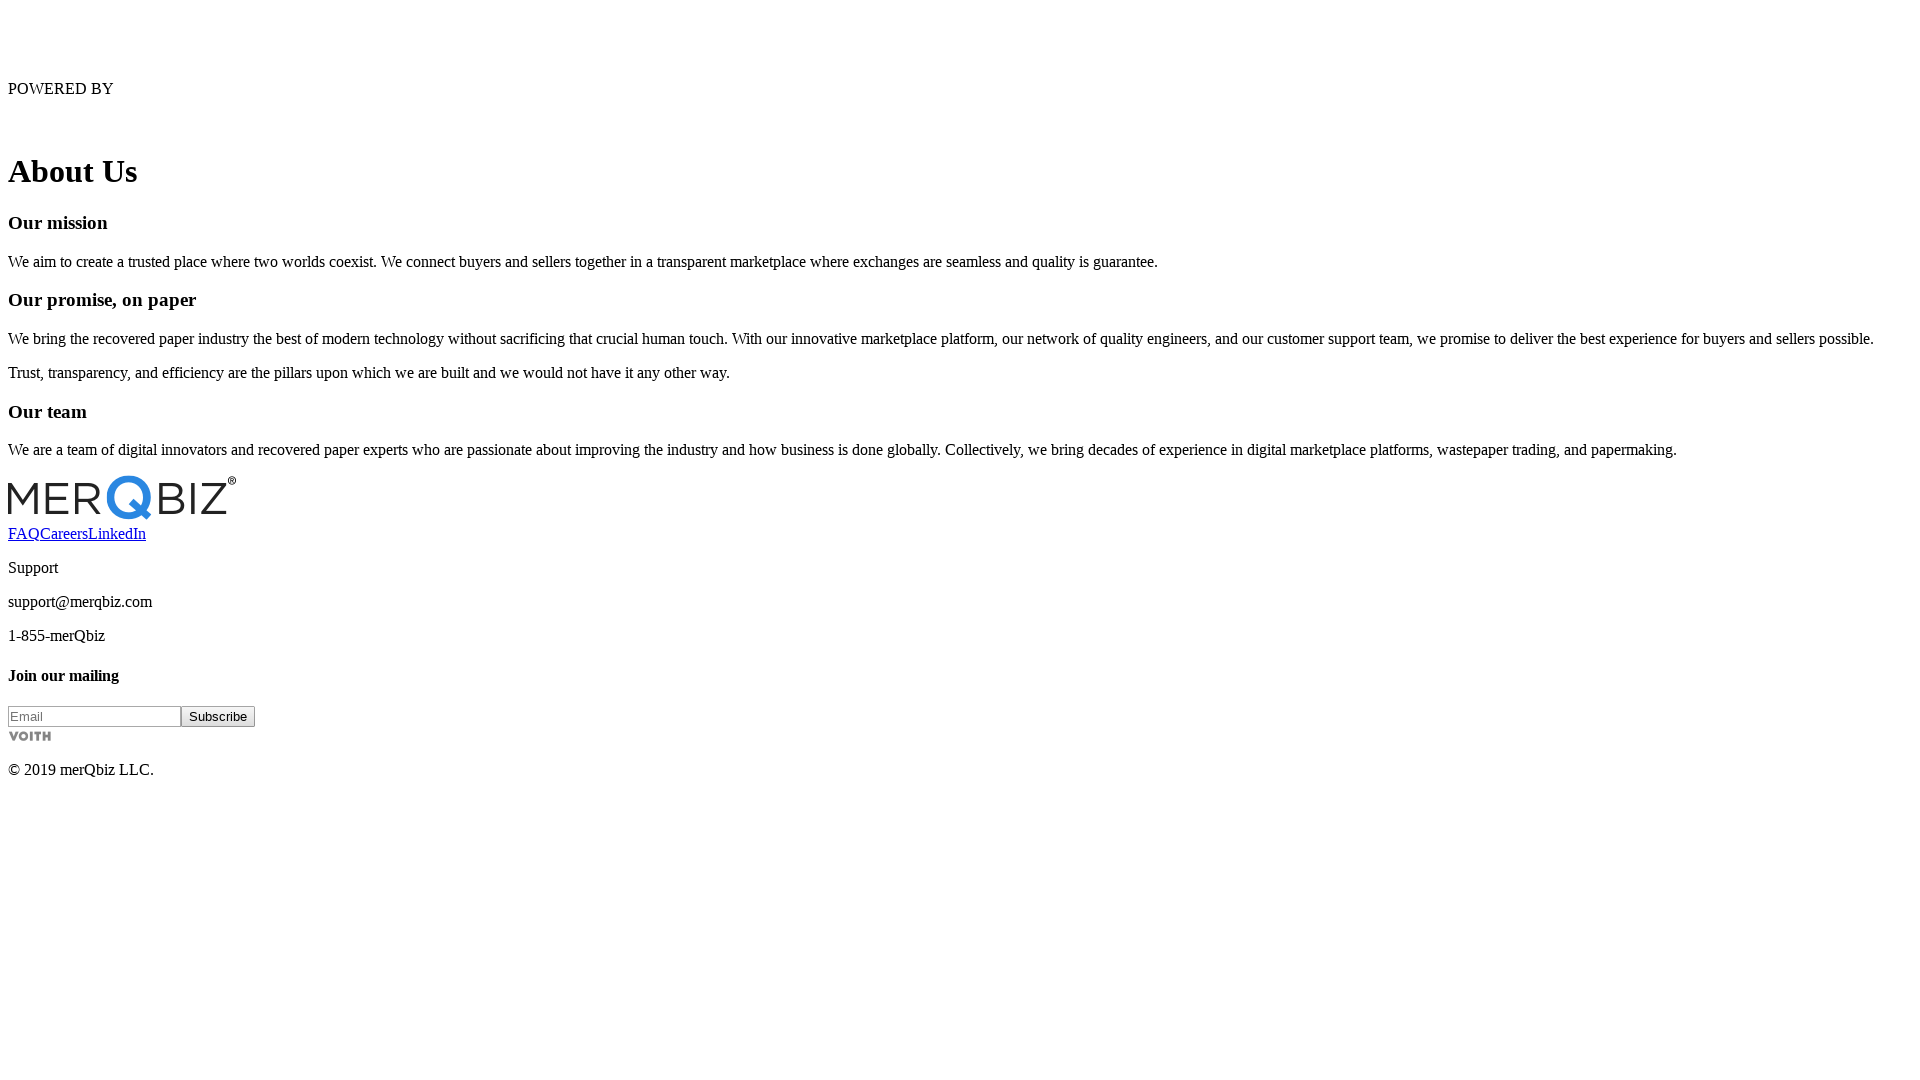 POWERED BY
About Us
Our mission
We aim to create a trusted place where two worlds coexist. We connect buyers and sellers together in a transparent marketplace where exchanges are seamless and quality is guarantee.
Our promise, on paper
We bring the recovered paper industry the best of modern technology without sacrificing that crucial human touch. With our innovative marketplace platform, our network of quality engineers, and our customer support team, we promise to deliver the best experience for buyers and sellers possible.
Trust, transparency, and efficiency are the pillars upon which we are built and we would not have it any other way.
Our team
We are a team of digital innovators and recovered paper experts who are passionate about improving the industry and how business is done globally. Collectively, we bring decades of experience in digital marketplace platforms, wastepaper trading, and papermaking.
MERQBIZ®
FAQCareersLinkedIn
Support
support@merqbiz.com
1-855-merQbiz
Join our mailing
Email Subscribe
VOITH
© 2019 merQbiz LLC.